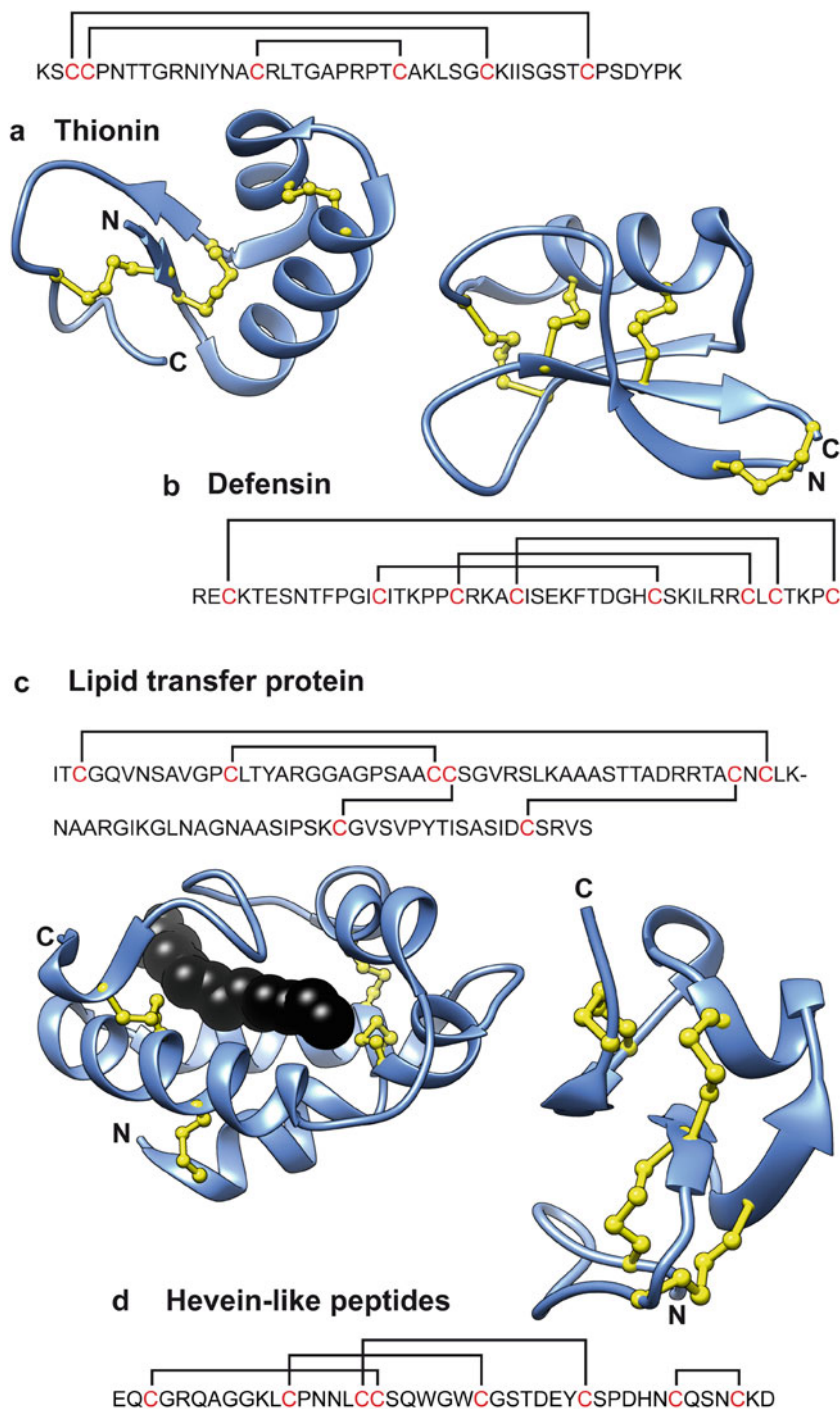 KSCCPNTTGRNIYNACRLTGAPRPTCAKLSGCKIISGSTCPSDYPK
a Thionin
N
C
C
N
b Defensin
RECKTESNTFPGICITKPPCRKACISEKFTDGHCSKILRRCLCTKPC
c Lipid transfer protein
ITCGQVNSAVGPCLTYARGGAGPSAACCSGVRSLKAAASTTADRRTACNCLK-
NAARGIKGLNAGNAASIPSKCGVSVPYTISASIDCSRVS
C
C
N
N
d Hevein-like peptides
EQCGRQAGGKLCPNNLCCSQWGWCGSTDEYCSPDHNCQSNCKD